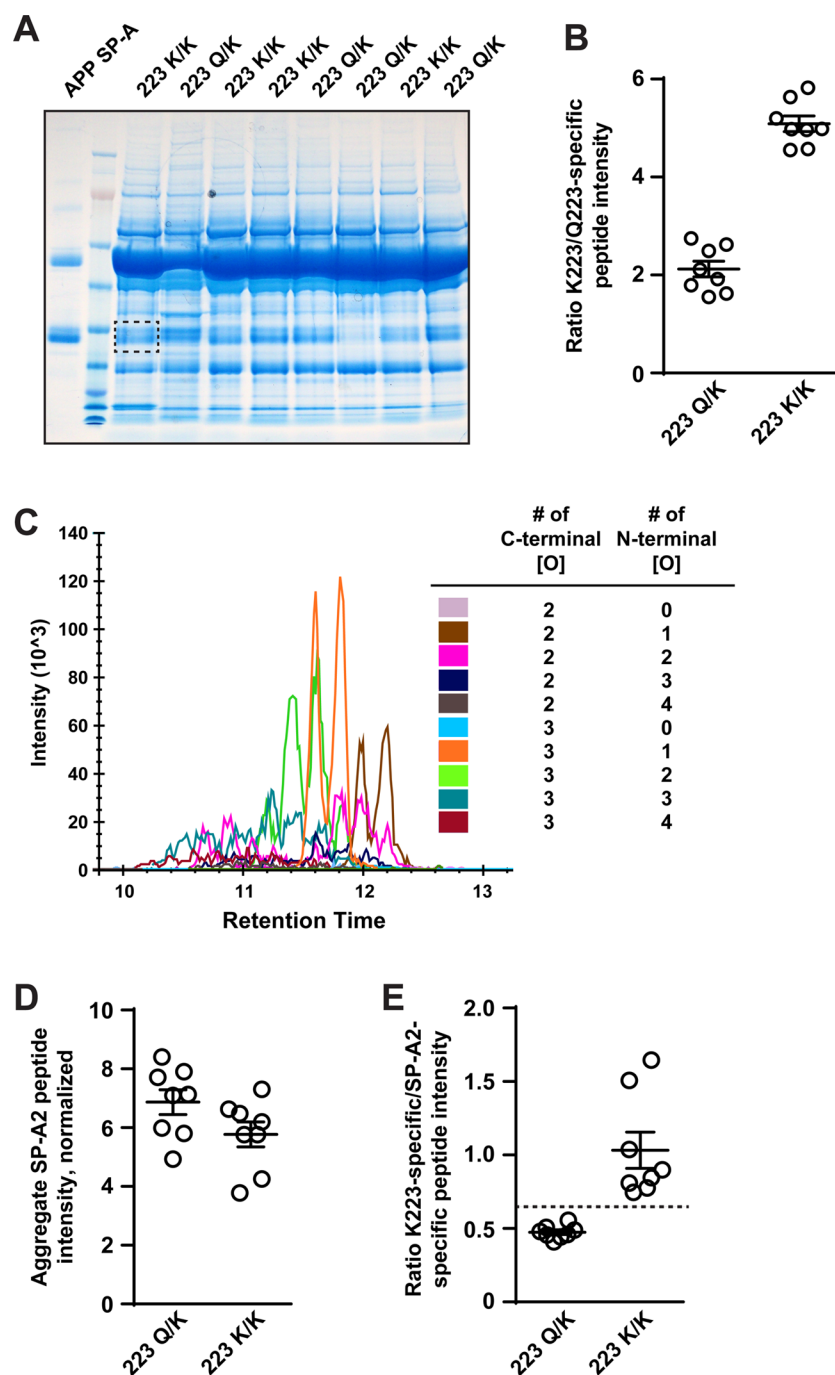 A
APP SP-A
223 K/K
223 Q/K
223 K/K
223 K/K
223 Q/K
223 Q/K
223 K/K
223 Q/K
B
Ratio K223/Q223-specific
peptide intensity
6
4
2
0
223 Q/K
223 K/K
C
Intensity (10^3)
140
120
100
80
60
40
20
0
10
11
12
13
Retention Time
# of
C-terminal
[O]
# of
N-terminal
[O]
2 0
2 1
2 2
2 3
2 4
3 0
3 1
3 2
3 3
3 4
D
Aggregate SP-A2 peptide
intensity, normalized
10
8
6
4
2
0
223 Q/K
223 K/K
E
Ratio K223-specific/SP-A2-
specific peptide intensity
2.0
1.5
1.0
0.5
0
223 Q/K
223 K/K